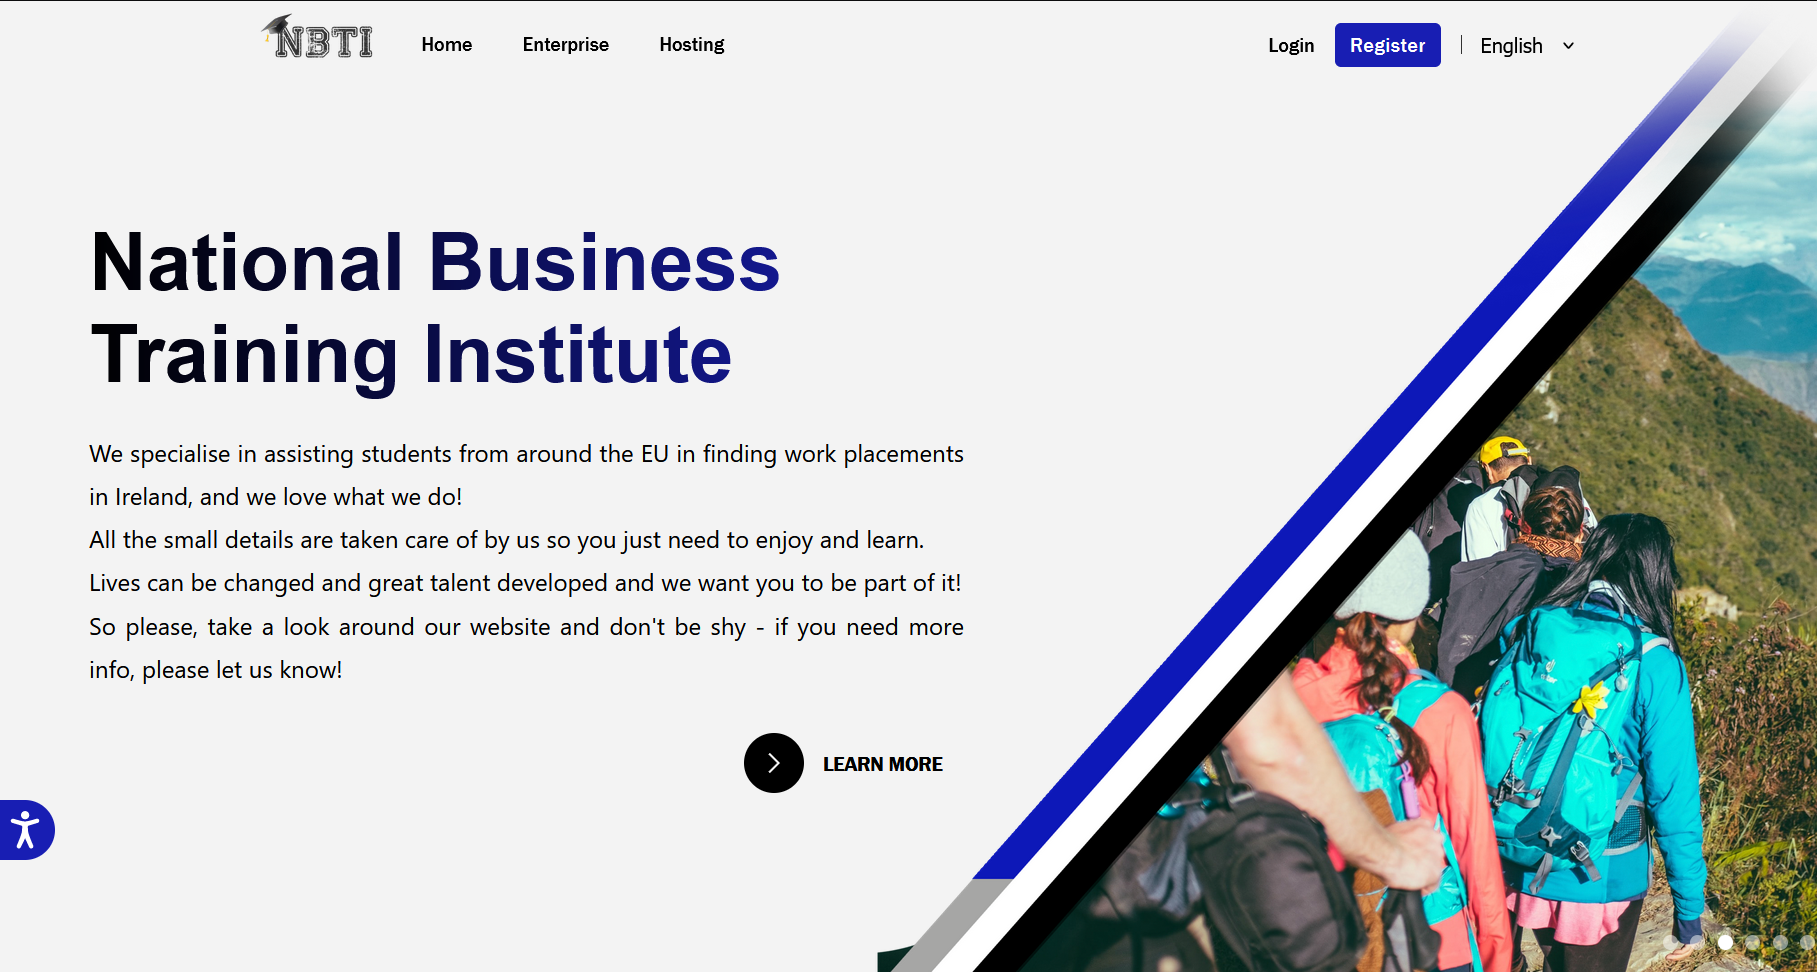 NBTI
Home Enterprise Hosting
Login Register English
National Business
Training Institute
We specialise in assisting students from around the EU in finding work placements
in Ireland, and we love what we do!
All the small details are taken care of by us so you just need to enjoy and learn.
Lives can be changed and great talent developed and we want you to be part of it!
So please, take a look around our website and don't be shy - if you need more
info, please let us know!
LEARN MORE